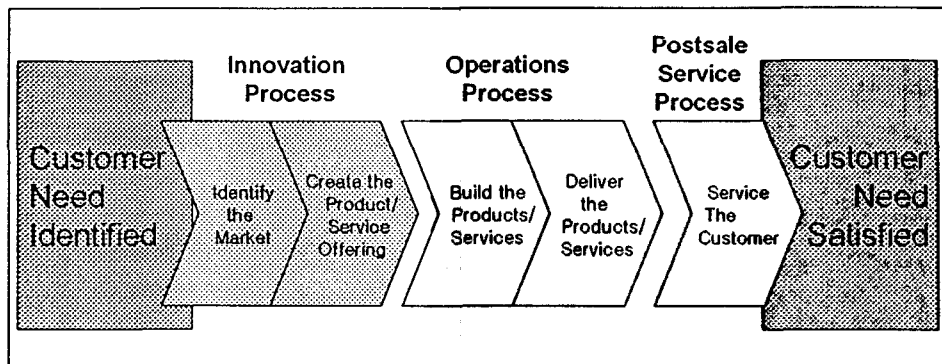 Innovation
Process
Operations
Process
Postsale
Service
Process
Customer
Need
Identified
Identify
the
Market
Create the
Product/
Service
Offering
Build the
Products/
Services
Deliver
the
Products/
Services
Service
The
Customer
Customer
Need
Satisfied